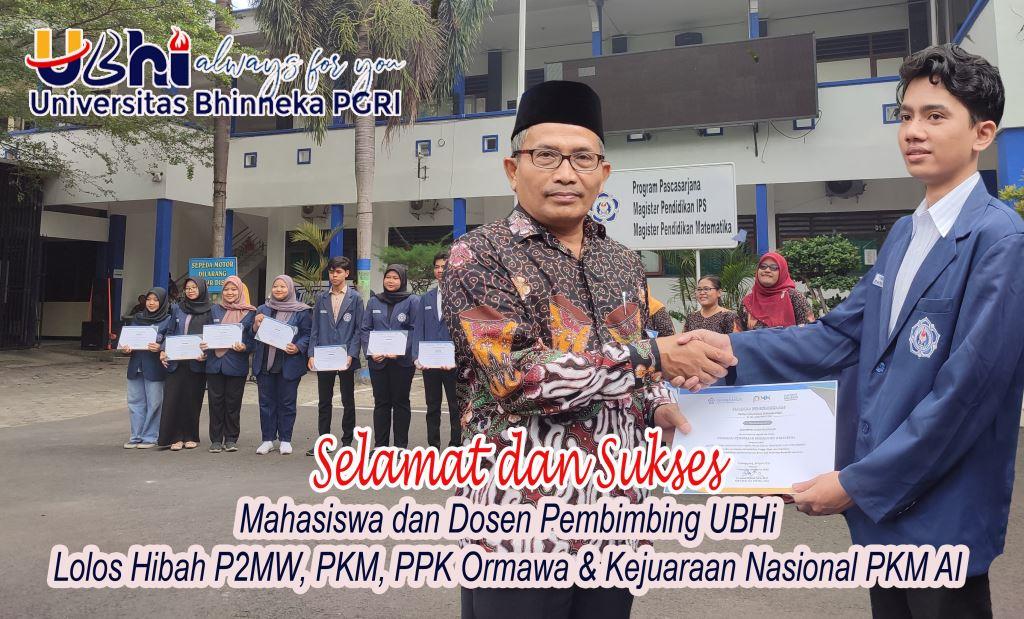 UBhi always for you
Universitas Bhinneka PGRI
Program Pascasarjana
Magister Pendidikan IPS
Magister Pendidikan Matematika
SEPEDA MOTOR
DILARANG
Selamat dan Sukses
Mahasiswa dan Dosen Pembimbing UBHi
Lolos Hibah P2MW, PKM, PPK Ormawa & Kejuaraan Nasional PKM AI